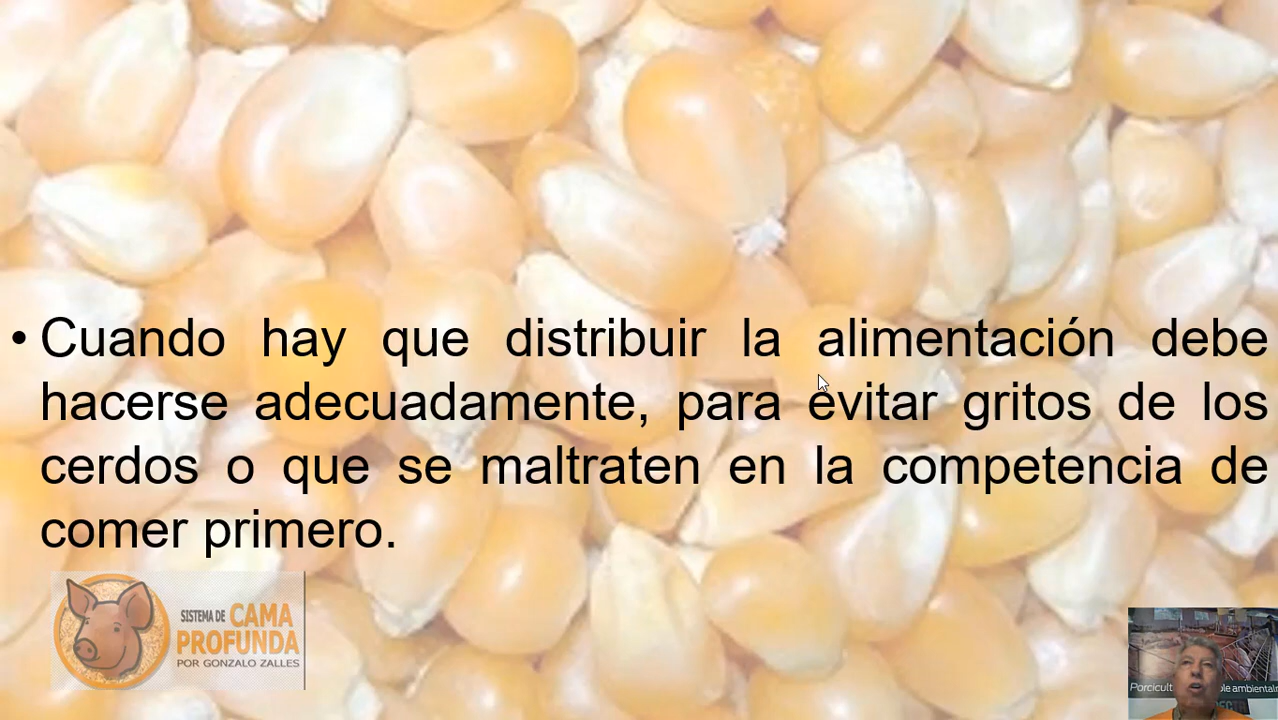 • Cuando hay que distribuir la alimentación debe
hacerse adecuadamente, para evitar gritos de los
cerdos o que se maltraten en la competencia de
comer primero.
SISTEMA DE CAMA
PROFUNDA
POR GONZALO ZALLES